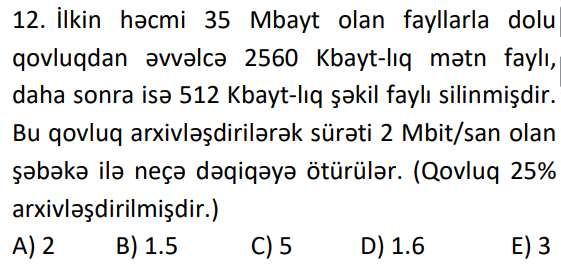 12. İlkin həcmi 35 Mbayt olan fayllarla dolu
qovluqdan əvvəlcə 2560 Kbayt-lıq mətn faylı,
daha sonra isə 512 Kbayt-lıq şəkil faylı silinmişdir.
Bu qovluq arxivləşdirilərək sürəti 2 Mbit/san olan
şəbəkə ilə neçə dəqiqəyə ötürülər. (Qovluq 25%
arxivləşdirilmişdir.)
A) 2 B) 1.5 C) 5 D) 1.6 E) 3